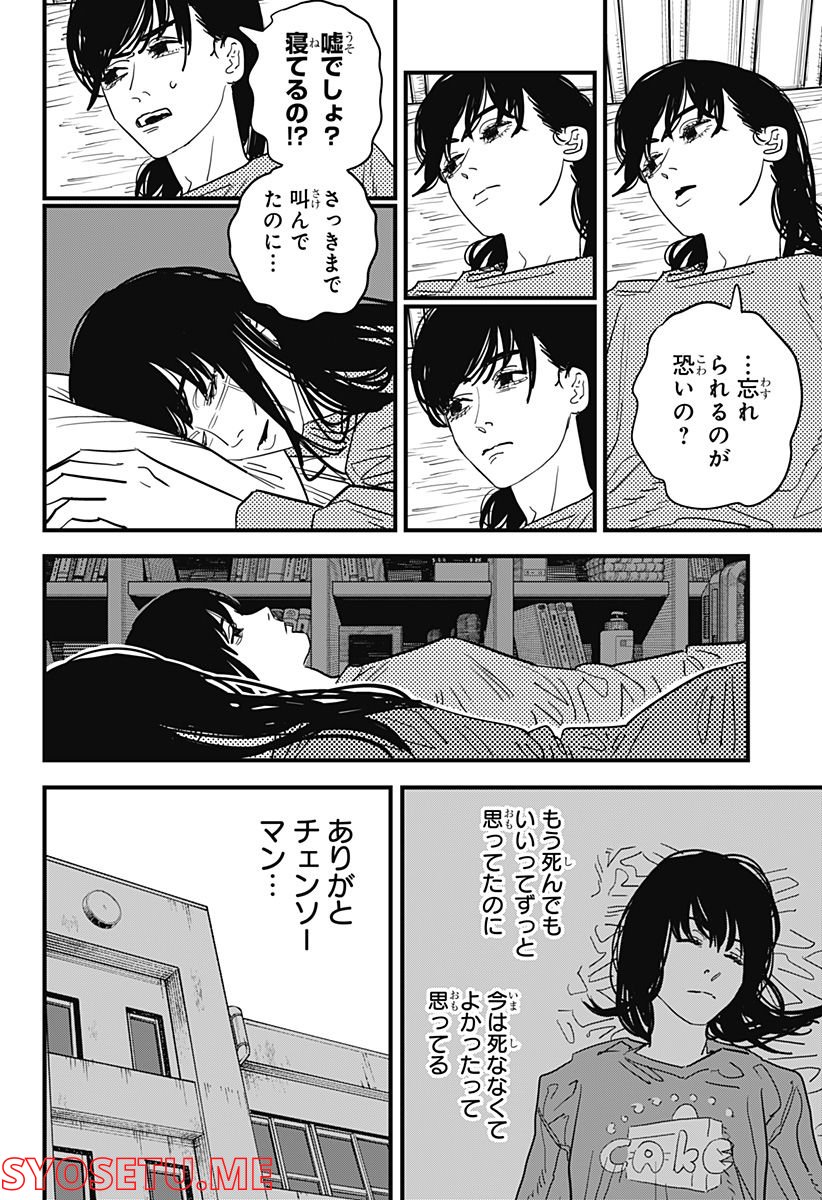 …忘れ
られるのが
恐いの？
嘘でしょ？
寝てるの!?
さっきまで
叫んで
たのに…
もう死んでも
いいってずっと
思ってたのに
今は死ななくて
よかったって
思ってる
CAke
ありがと
チェンソー
マン…
SYOSETU.ME